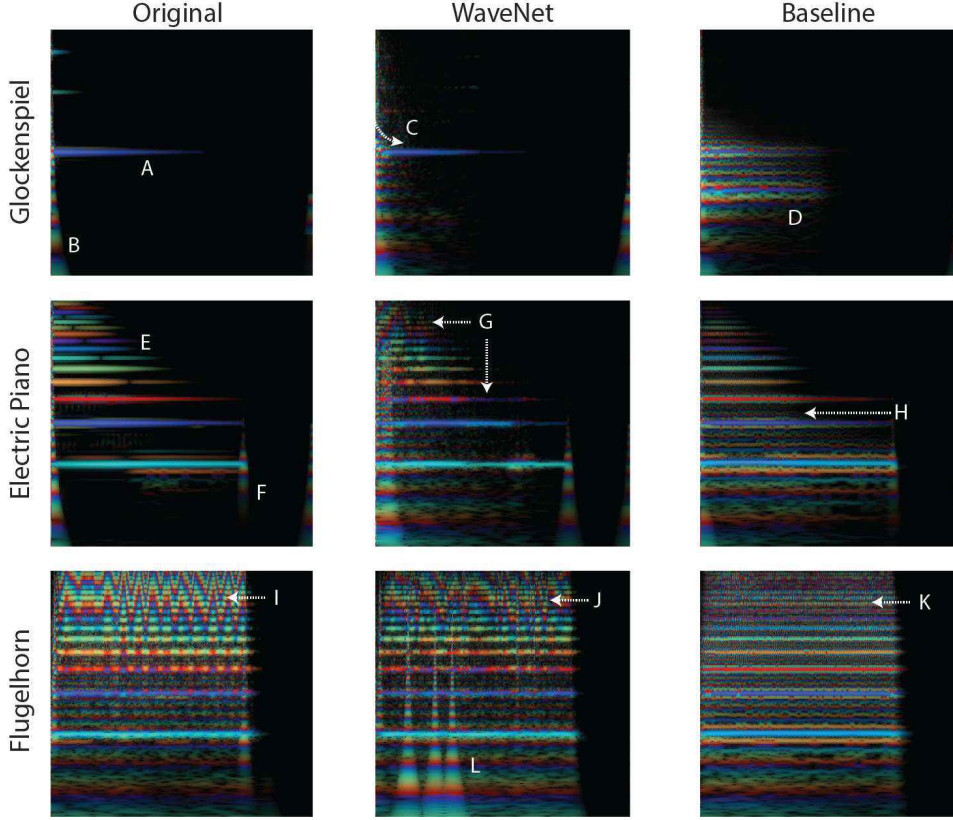 Original WaveNet Baseline
Glockenspiel
A
B
C
D
Electric Piano
E
F
G
H
Flugelhorn
I
J
K
L